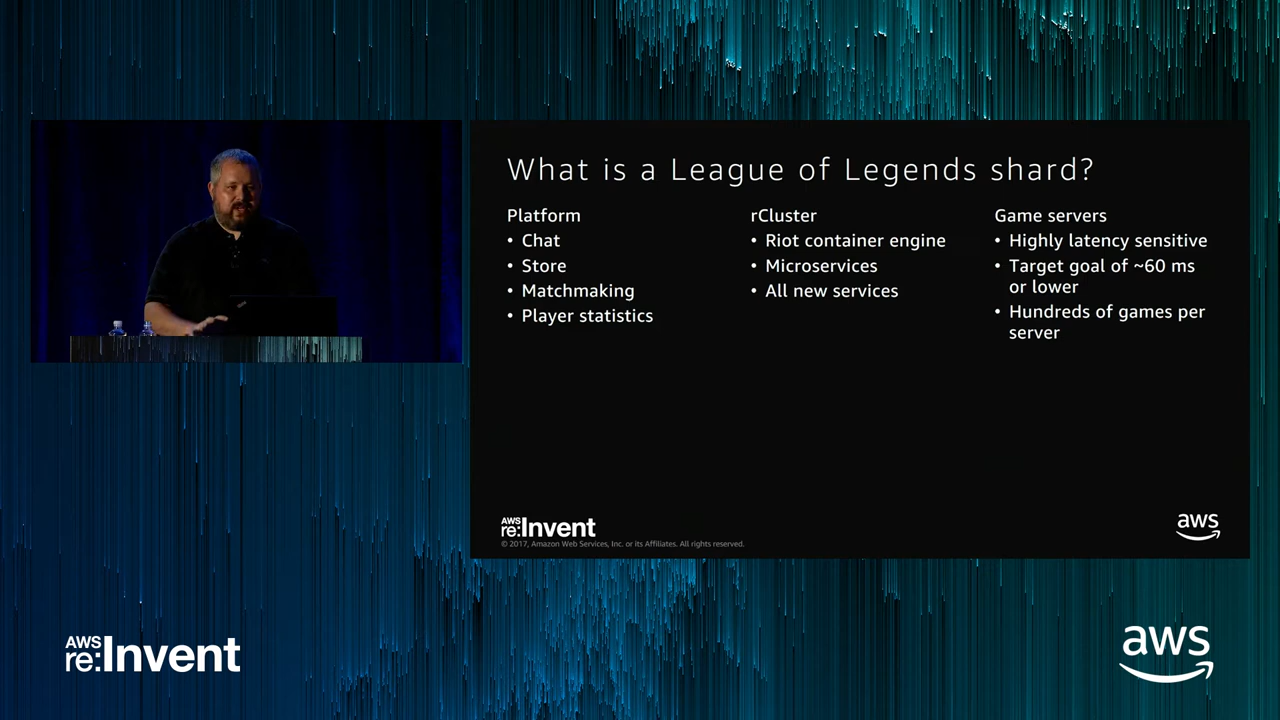 What is a League of Legends shard?
Platform
• Chat
• Store
• Matchmaking
• Player statistics
rCluster
• Riot container engine
• Microservices
• All new services
Game servers
• Highly latency sensitive
• Target goal of ~60 ms
or lower
• Hundreds of games per
server
AWS
re:Invent
© 2017, Amazon Web Services, Inc. or its Affiliates. All rights reserved.
aws
AWS
re:Invent
aws